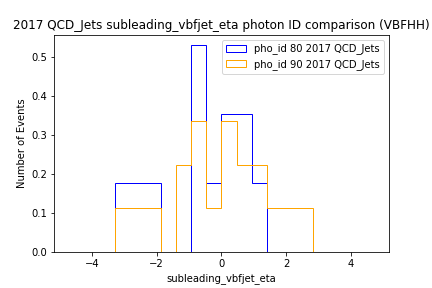 2017 QCD_Jets subleading_vbfjet_eta photon ID comparison (VBFHH)
pho_id 80 2017 QCD_Jets
pho_id 90 2017 QCD_Jets
Number of Events
0.5
0.4
0.3
0.2
0.1
0.0
−4 −2 0 2 4
subleading_vbfjet_eta